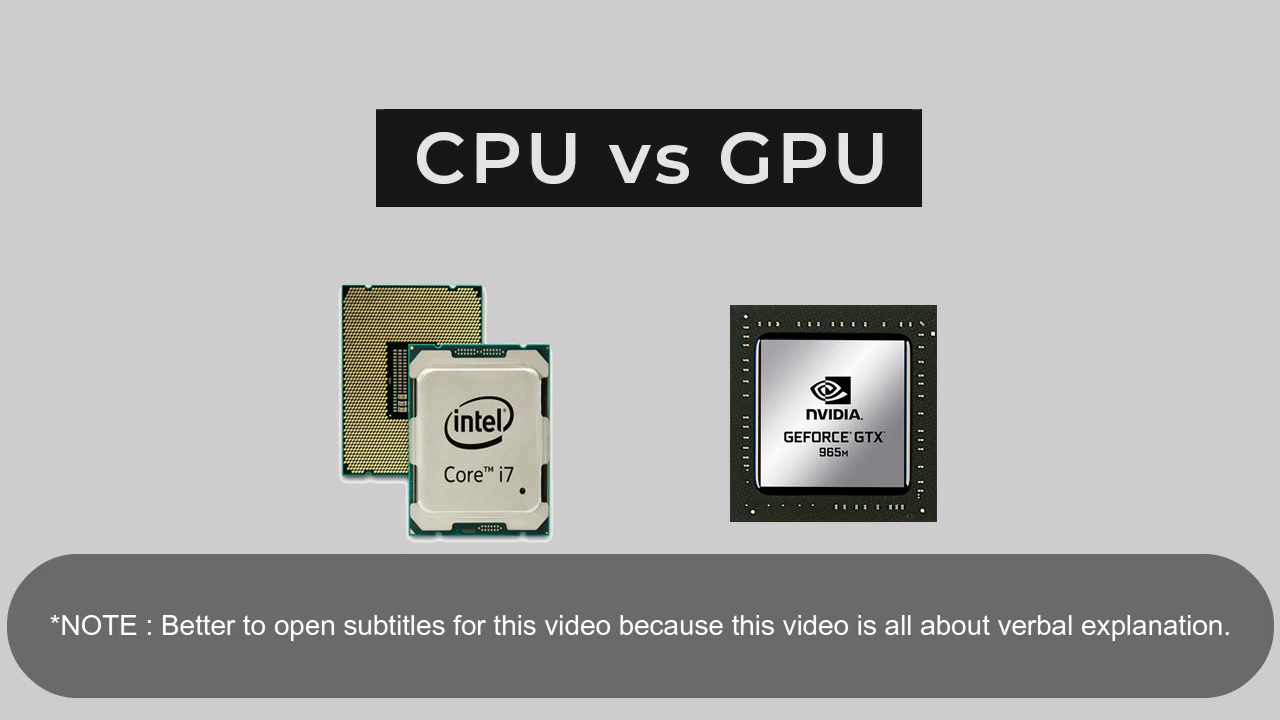 CPU vs GPU
intel
Core™ i7
NVIDIA.
GEFORCE® GTX™
965M
*NOTE : Better to open subtitles for this video because this video is all about verbal explanation.